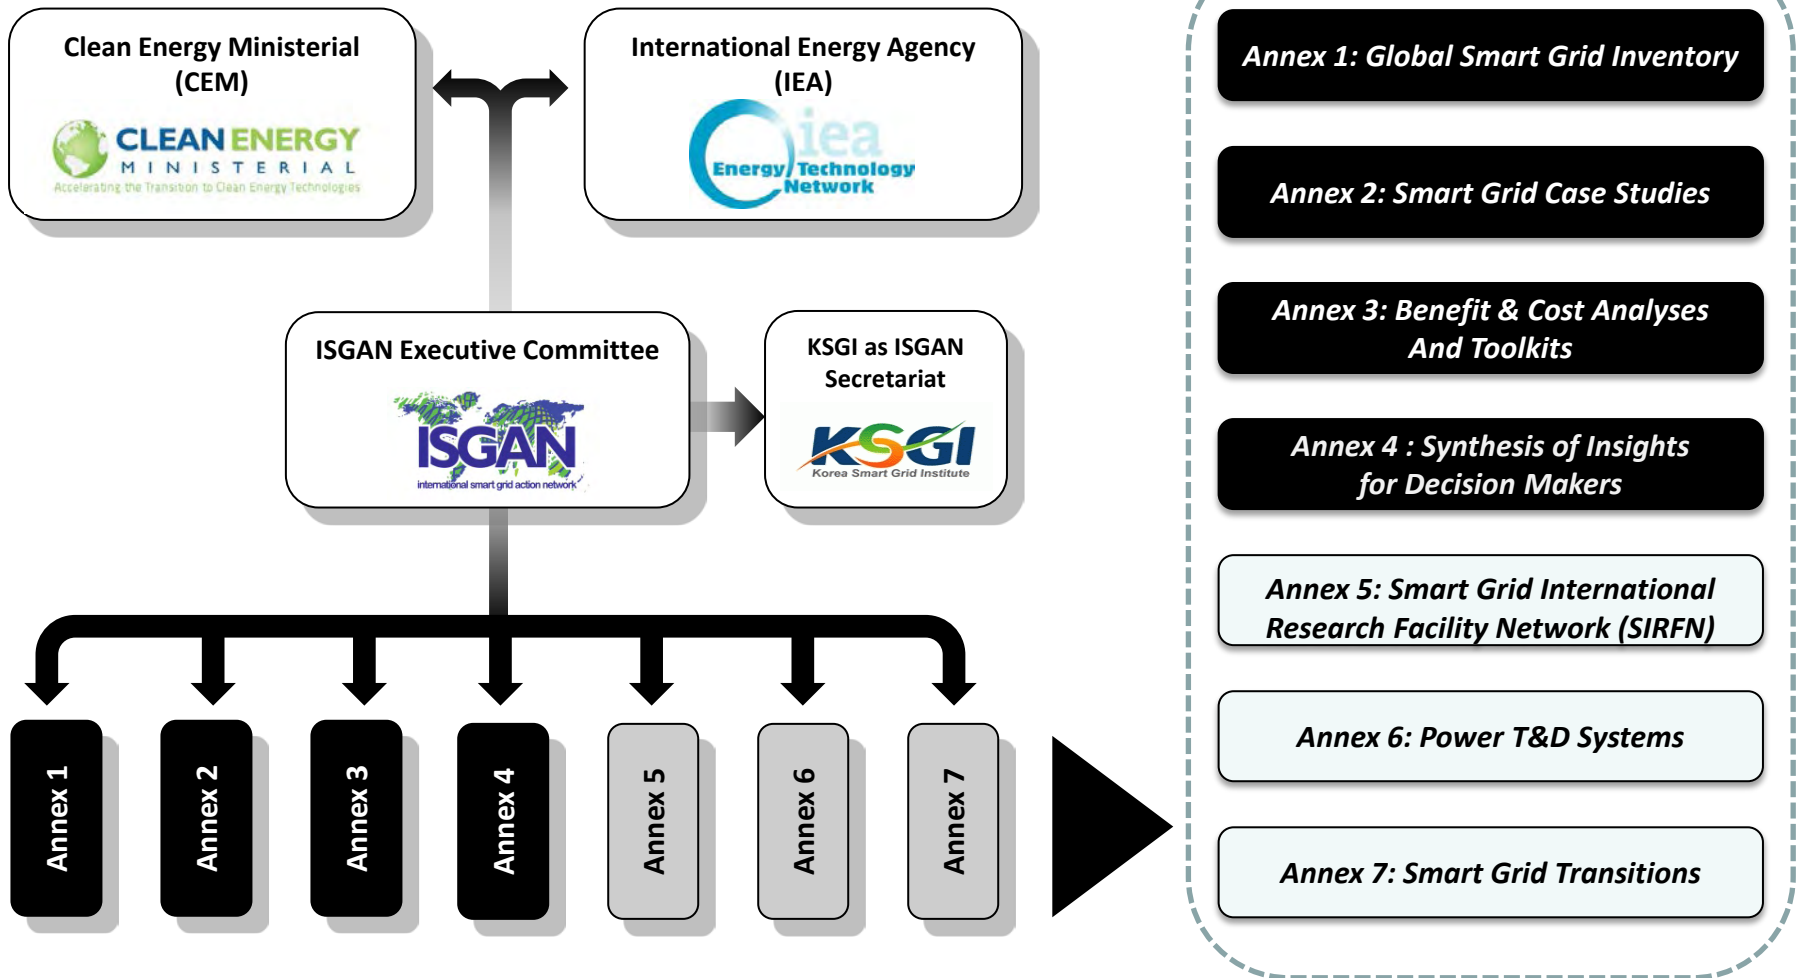 Clean Energy Ministerial
(CEM)
CLEAN ENERGY
MINISTERIAL
Accelerating the Transition to Clean Energy Technologies
International Energy Agency
(IEA)
iea
Energy Technology
Network
ISGAN Executive Committee
ISGAN
international smart grid action network
KSGI as ISGAN
Secretariat
KSGI
Korea Smart Grid Institute
Annex 1
Annex 2
Annex 3
Annex 4
Annex 5
Annex 6
Annex 7
Annex 1: Global Smart Grid Inventory
Annex 2: Smart Grid Case Studies
Annex 3: Benefit & Cost Analyses
And Toolkits
Annex 4 : Synthesis of Insights
for Decision Makers
Annex 5: Smart Grid International
Research Facility Network (SIRFN)
Annex 6: Power T&D Systems
Annex 7: Smart Grid Transitions